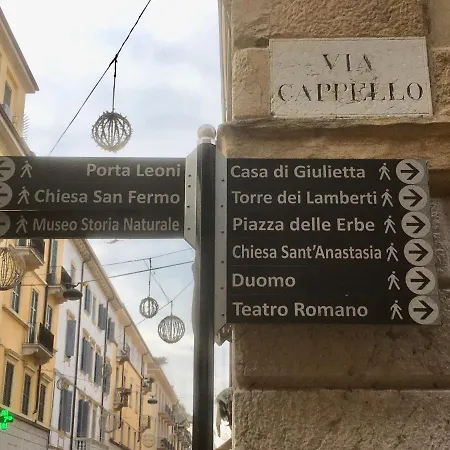 VIA
CAPPELLO
Porta Leoni
Chiesa San Fermo
Museo Storia Naturale
Casa di Giulietta
Torre dei Lamberti
Piazza delle Erbe
Chiesa Sant'Anastasia
Duomo
Teatro Romano